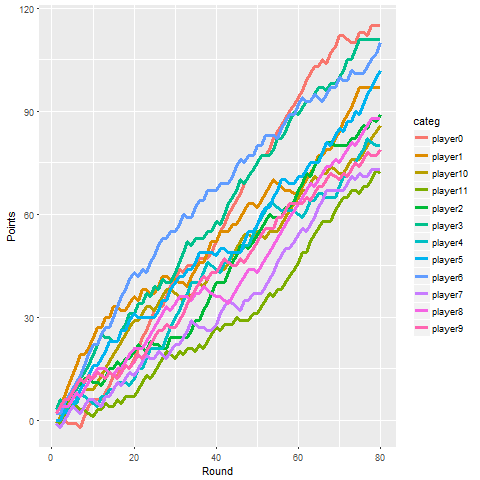 120
90
60
30
0
Points
0
20
40
60
80
Round
categ
player0
player1
player10
player11
player2
player3
player4
player5
player6
player7
player8
player9